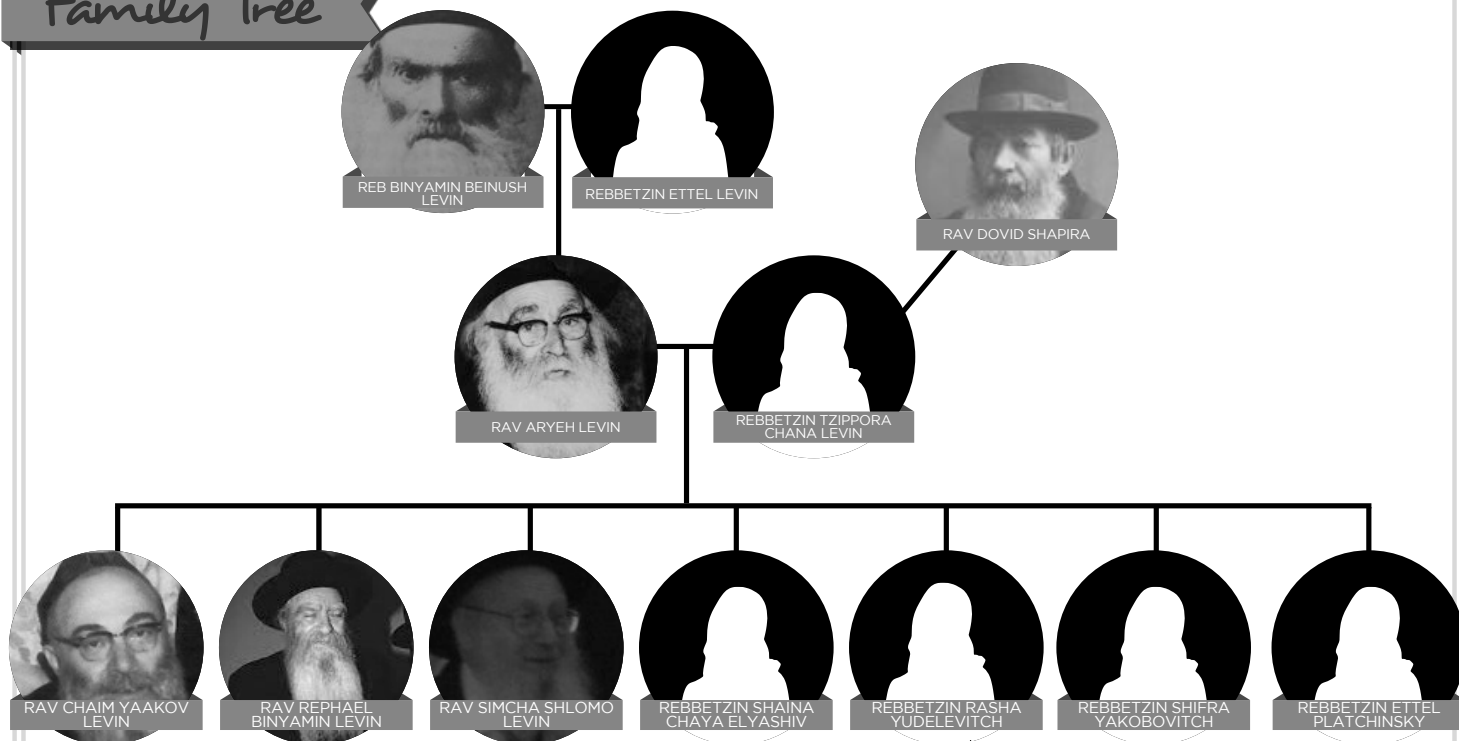 Family Tree
REB BINYAMIN BEINUSH
LEVIN
REBBETZIN ETTEL LEVIN
RAV DOVID SHAPIRA
RAV ARYEH LEVIN
REBBETZIN TZIPPORA
CHANA LEVIN
RAV CHAIM YAAKOV
LEVIN
RAV REPHAEL
BINYAMIN LEVIN
RAV SIMCHA SHLOMO
LEVIN
REBBETZIN SHAINA
CHAYA ELYASHIV
REBBETZIN RASHA
YUDELEVITCH
REBBETZIN SHIFRA
YAKOBOVITCH
REBBETZIN ETTEL
PLATCHINSKY